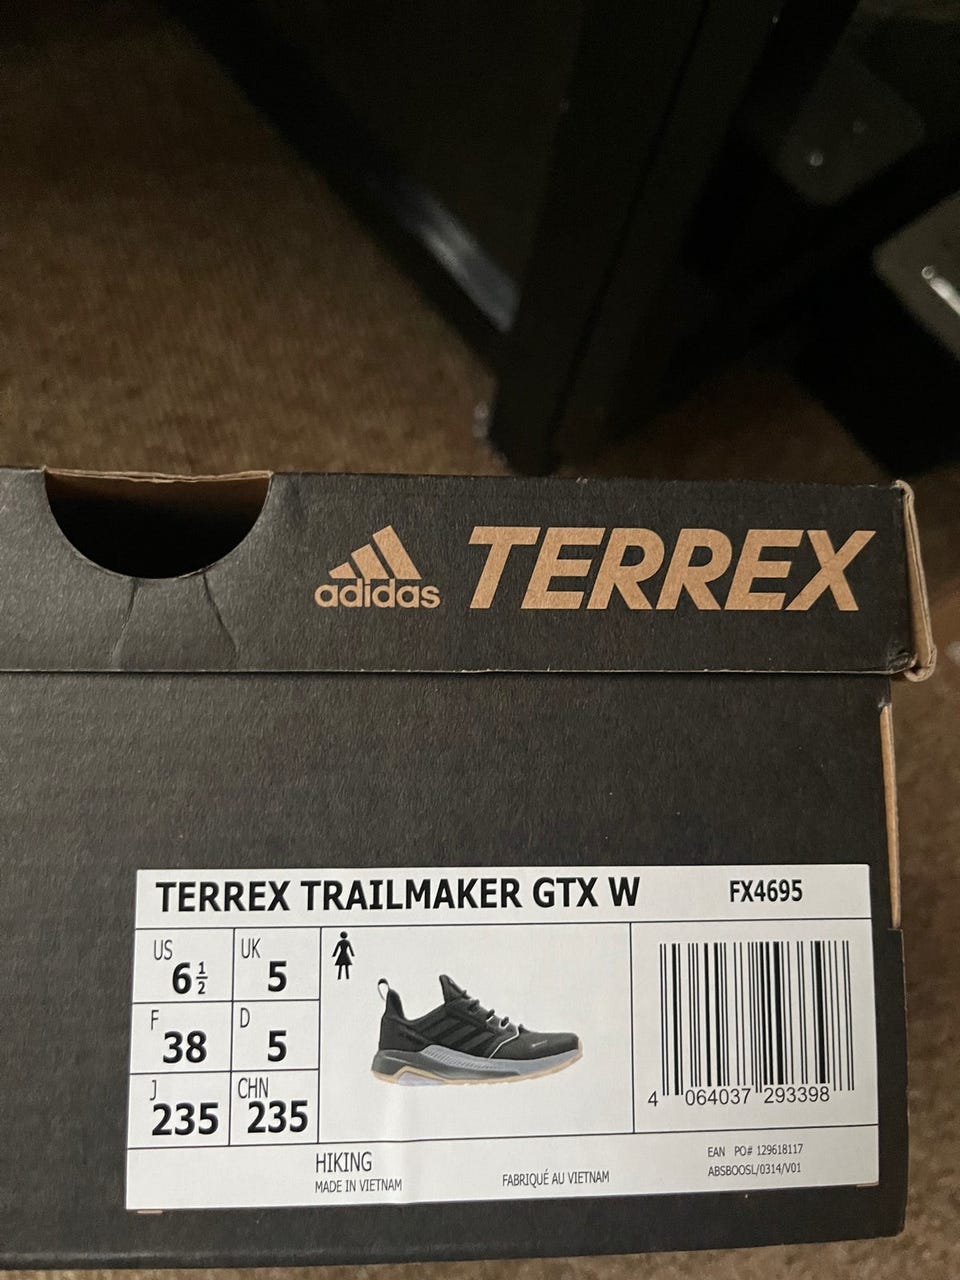 adidas TERREX
TERREX TRAILMAKER GTX W FX4695
US 6½ UK 5
F 38 D 5
J 235 CHN 235
4 064037 293398
HIKING
MADE IN VIETNAM
FABRIQUÉ AU VIETNAM
EAN PO# 129618117
ABSBOOSL/0314/V01